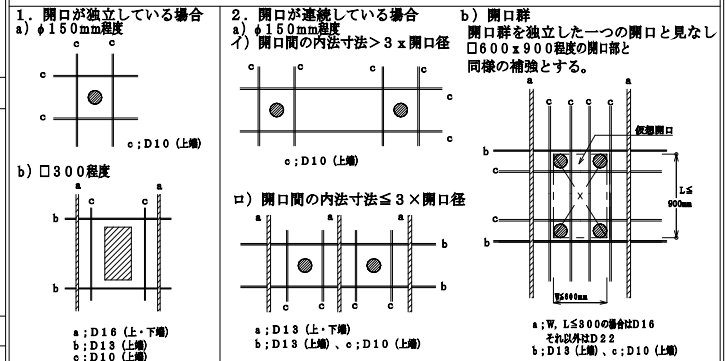 1．開口が独立している場合
a）φ150mm程度
c c
c
c
c；D10（上端）
b）□300程度
a a
c c
b
b
a；D16（上・下端）
b；D13（上端）
c；D10（上端）
2．開口が連続している場合
a）φ150mm程度
イ）開口間の内法寸法＞3x開口径
c c c c
c
c
c；D10（上端）
ロ）開口間の内法寸法≦3×開口径
a a a
b
b
c c c c
a；D13（上・下端）
b；D13（上端）、c；D10（上端）
b）開口群
開口群を独立した一つの開口と見なし
□600x900程度の開口部と
同様の補強とする。
a a
c c c c
仮想開口
b
c
L≦
900mm
X
c
b
W≦600mm
a；W，L≦300の場合はD16
それ以外はD22
b；D13（上端）、c；D10（上端）